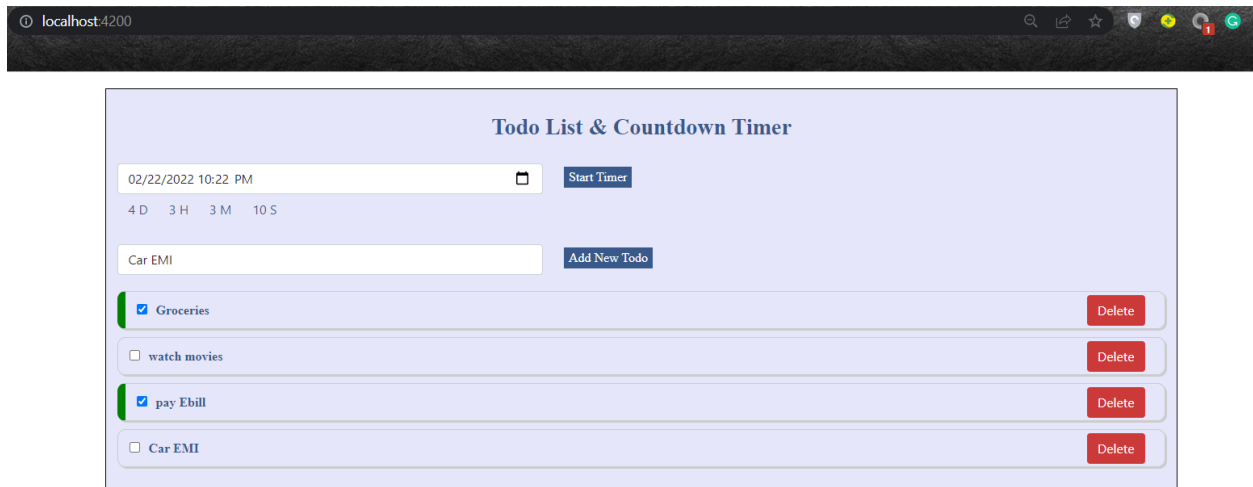 localhost:4200
1
Todo List & Countdown Timer
02/22/2022 10:22 PM
Start Timer
4 D 3 H 3 M 10 S
Car EMI
Add New Todo
Groceries Delete
watch movies Delete
pay Ebill Delete
Car EMI Delete